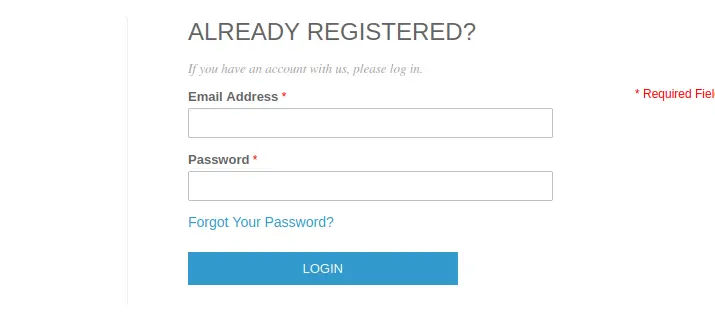 ALREADY REGISTERED?
If you have an account with us, please log in.
Email Address *
* Required Fiel
Password *
Forgot Your Password?
LOGIN